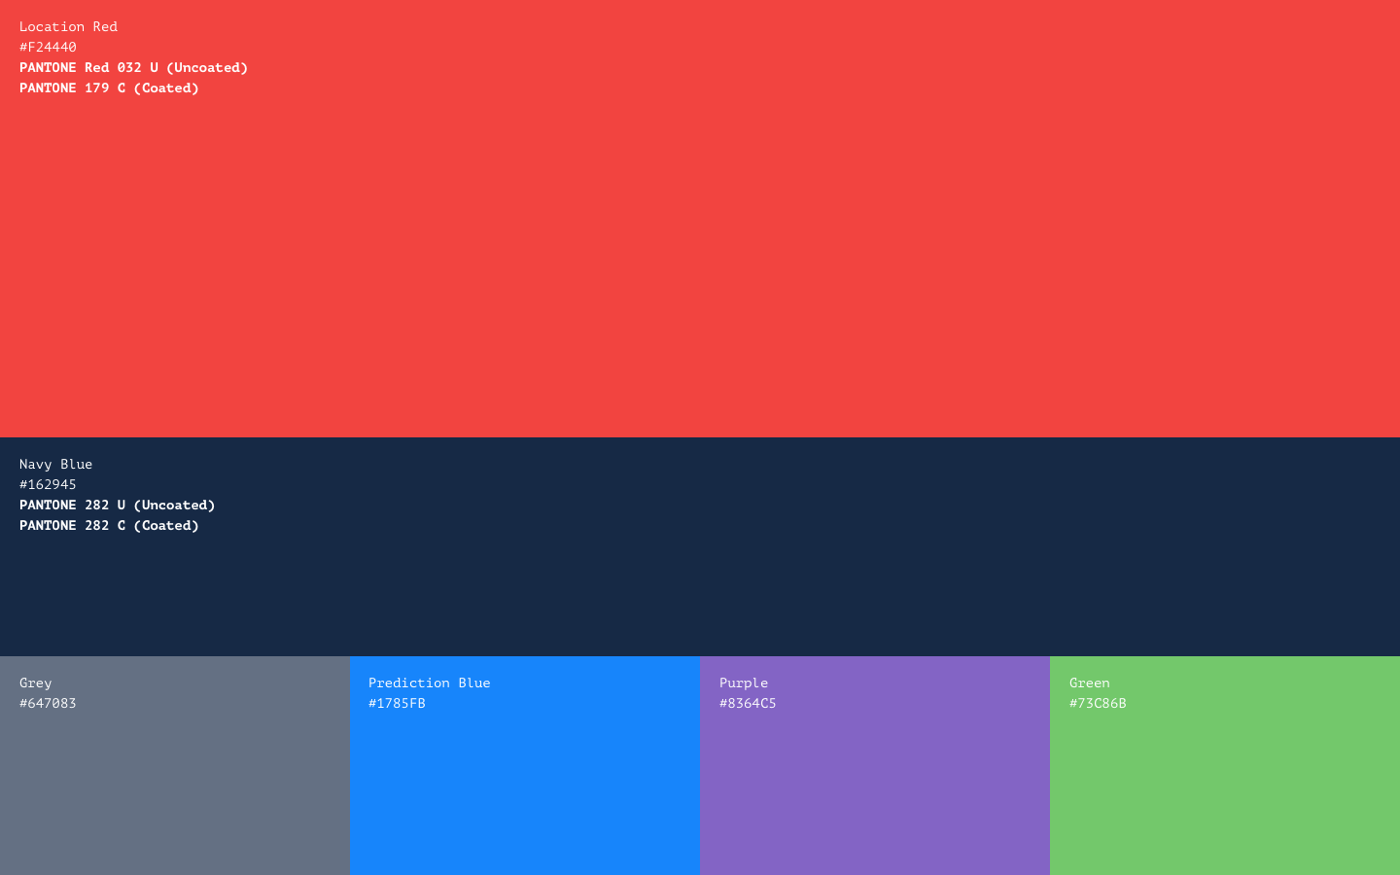 Location Red
#F24440
PANTONE Red 032 U (Uncoated)
PANTONE 179 C (Coated)
Navy Blue
#162945
PANTONE 282 U (Uncoated)
PANTONE 282 C (Coated)
Grey
#647083
Prediction Blue
#1785FB
Purple
#8364C5
Green
#73C86B